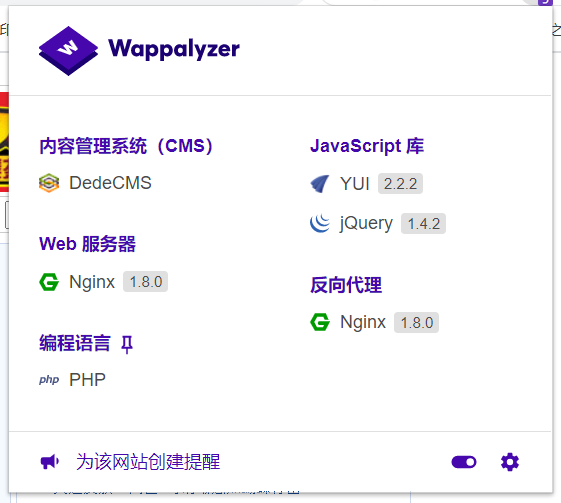 Wappalyzer
内容管理系统（CMS）
DedeCMS
Web 服务器
Nginx 1.8.0
编程语言
php PHP
JavaScript 库
YUI 2.2.2
jQuery 1.4.2
反向代理
Nginx 1.8.0
为该网站创建提醒